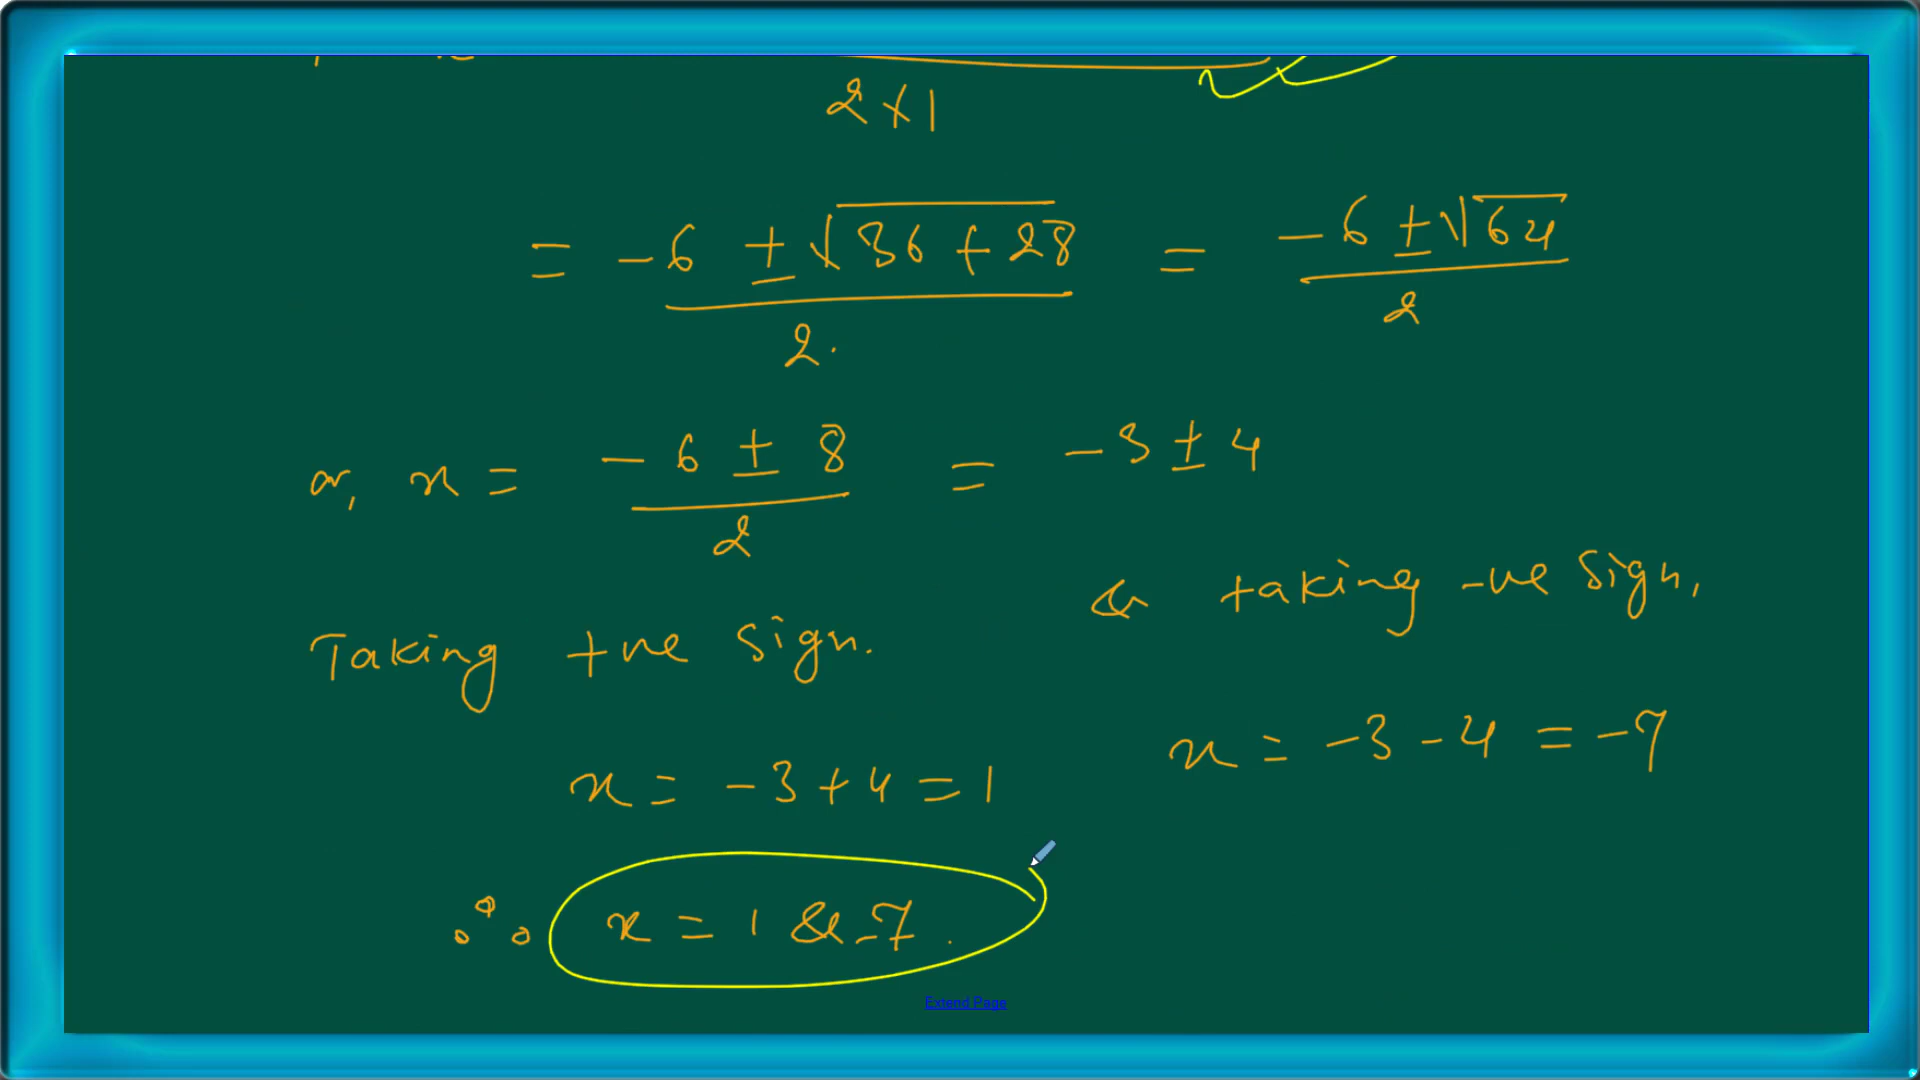 2 × 1
= -6 ± √36 + 28 / 2. = -6 ± √64 / 2
or, x = -6 ± 8 / 2 = -3 ± 4
Taking +ve sign. & taking -ve sign,
x = -3 + 4 = 1 x = -3 - 4 = -7
∴ x = 1 & -7.
Extend Page